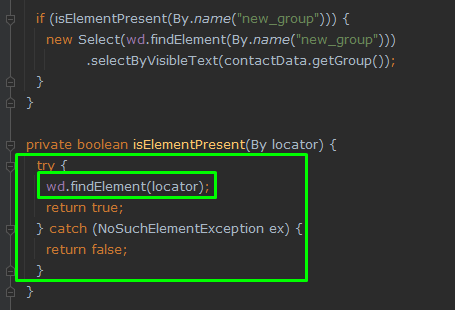 if (isElementPresent(By.name("new_group"))) {
new Select(wd.findElement(By.name("new_group")))
.selectByVisibleText(contactData.getGroup());
}
}
private boolean isElementPresent(By locator) {
try {
wd.findElement(locator);
return true;
} catch (NoSuchElementException ex) {
return false;
}
}